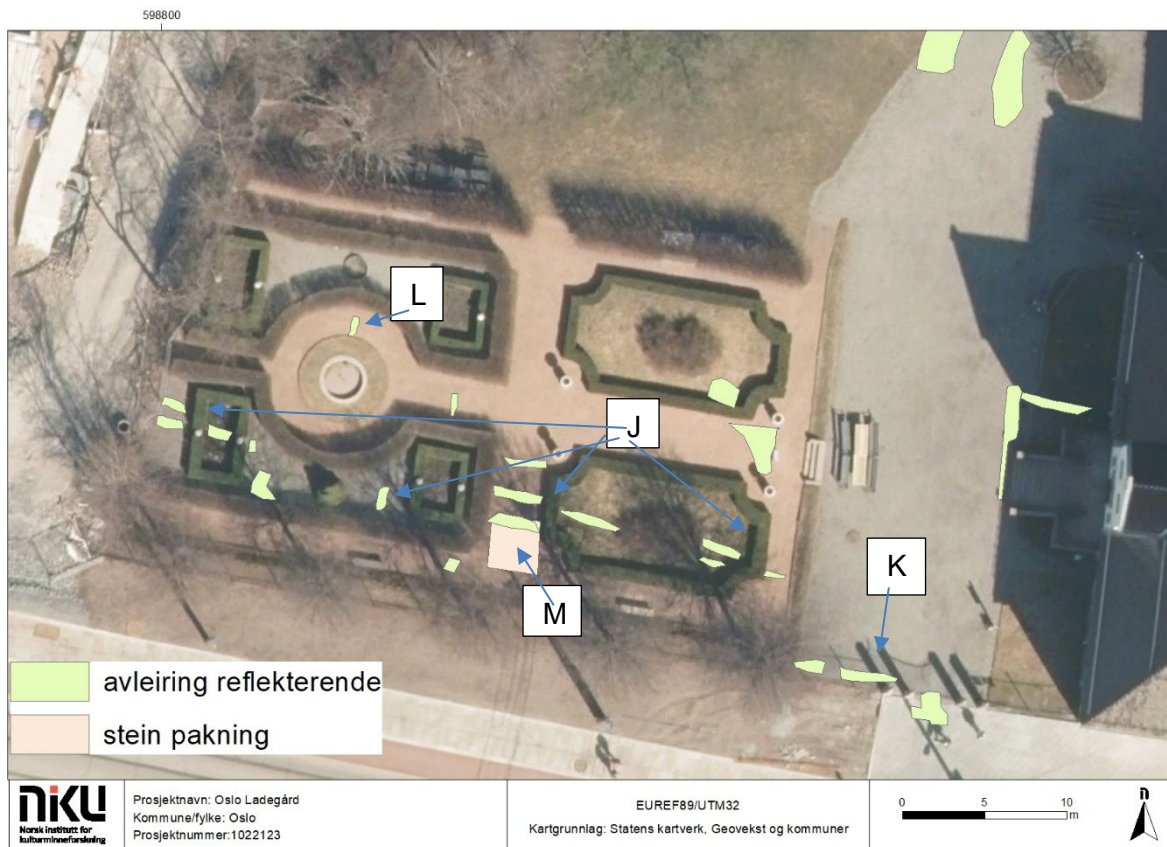 598800
L
J
K
M
avleiring reflekterende
stein pakning
niku
Norsk institutt for
kulturminneforskning
Prosjektnavn: Oslo Ladegård
Kommune/fylke: Oslo
Prosjektnummer:1022123
EUREF89/UTM32
Kartgrunnlag: Statens kartverk, Geovekst og kommuner
0 5 10
m
n